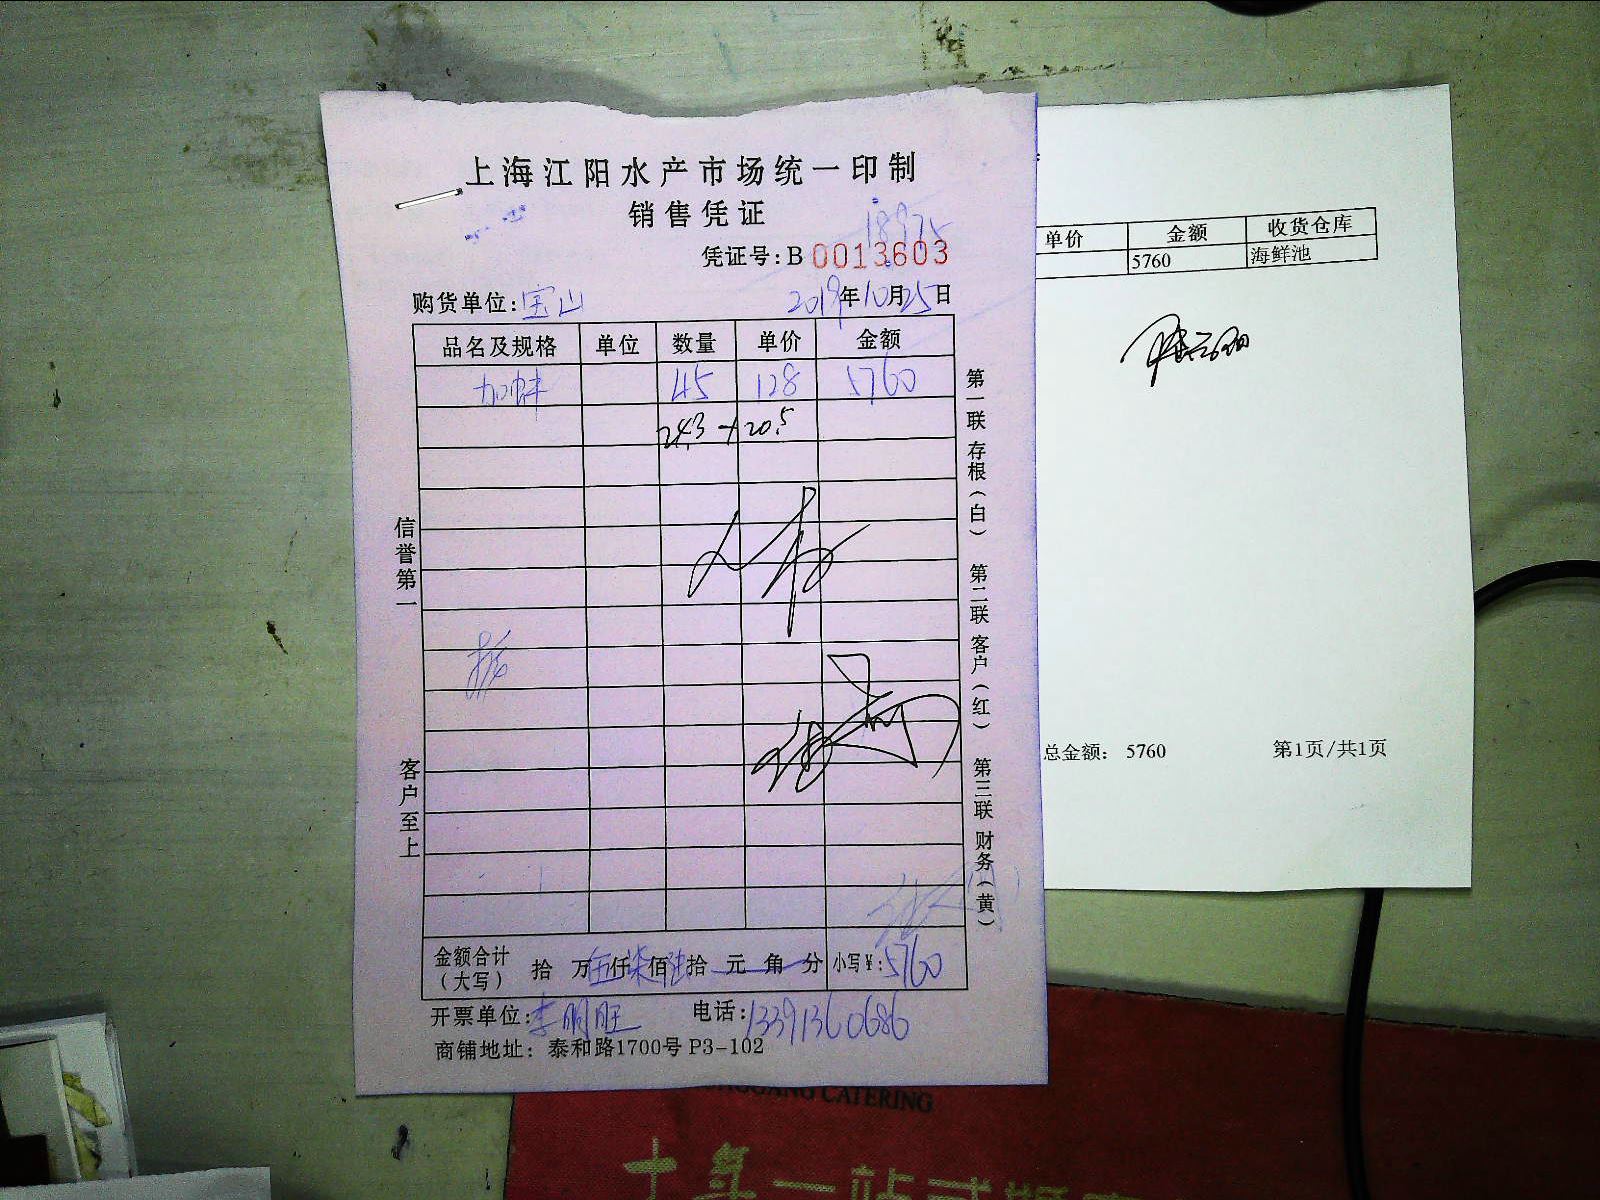 上海江阳水产市场统一印制
销售凭证
18975
凭证号:B 0013603
购货单位:宝山 2019年10月25日
品名及规格 单位 数量 单价 金额
加蚌 45 128 5760
24.3+20.5
信誉第一
客户至上
第一联 存根(白) 第二联 客户(红) 第三联 财务(黄)
金额合计(大写) 拾 万伍仟柒佰陆拾 元 角 分 小写¥:5760
开票单位:李明旺 电话:13391360686
商铺地址: 泰和路1700号 P3-102
单价 金额 收货仓库
5760 海鲜池
总金额: 5760 第1页/共1页
CATERING